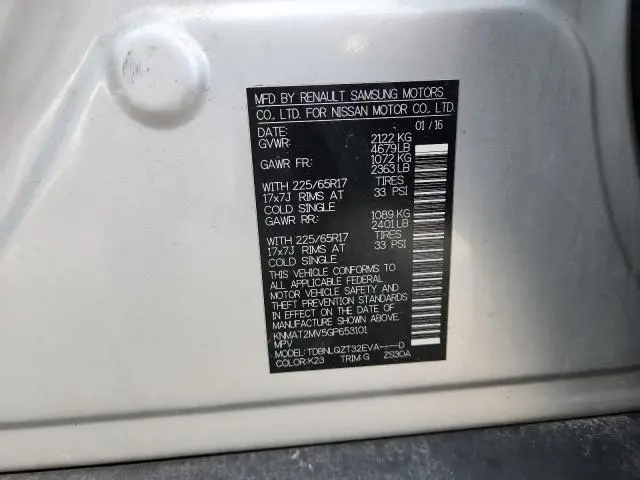 MFD BY RENAULT SAMSUNG MOTORS
CO., LTD. FOR NISSAN MOTOR CO., LTD.
DATE: 01/16
GVWR: 2122 KG
4679LB
GAWR FR: 1072 KG
2363LB
WITH 225/65R17 TIRES
17x7J RIMS AT 33 PSI
COLD SINGLE
GAWR RR: 1089 KG
2401LB
WITH 225/65R17 TIRES
17x7J RIMS AT 33 PSI
COLD SINGLE
THIS VEHICLE CONFORMS TO
ALL APPLICABLE FEDERAL
MOTOR VEHICLE SAFETY AND
THEFT PREVENTION STANDARDS
IN EFFECT ON THE DATE OF
MANUFACTURE SHOWN ABOVE.
KNMAT2MV5GP653101
MPV
MODEL: TDBNLQZT32EVA----D
COLOR:K23 TRIM:G ZS30A